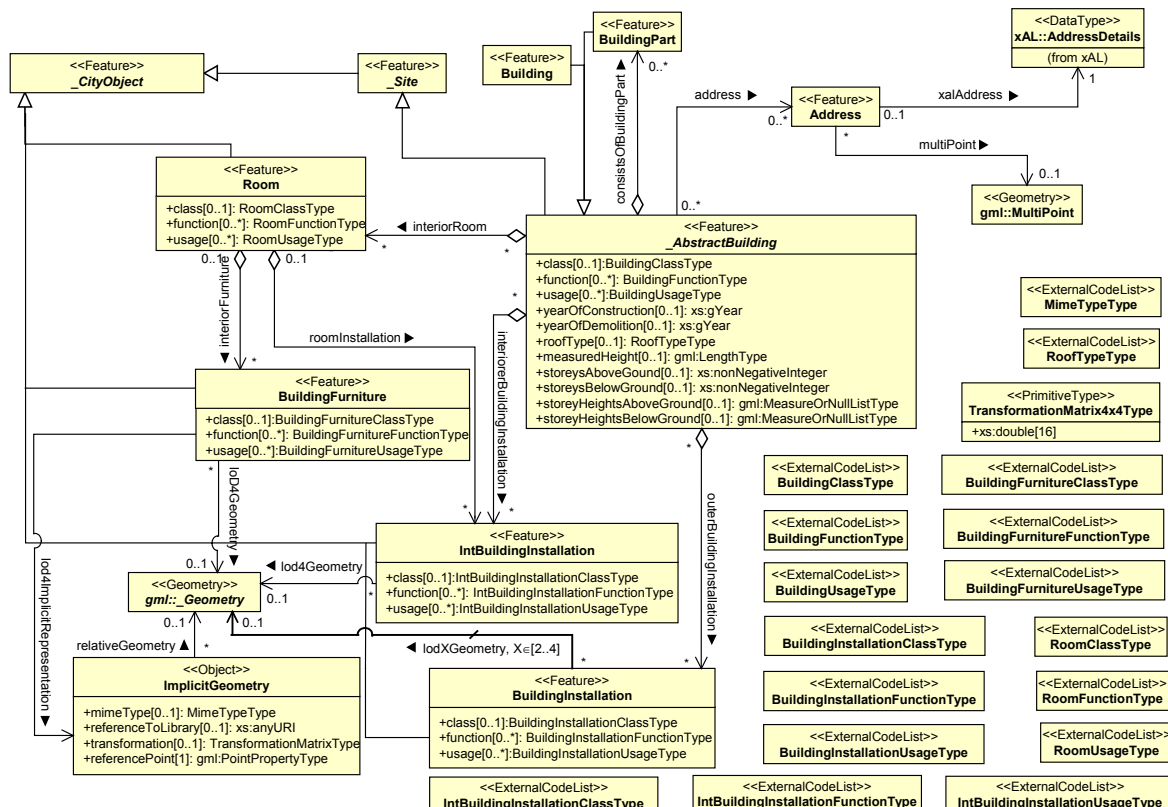 <<Feature>>
_CityObject
<<Feature>>
_Site
<<Feature>>
Building
<<Feature>>
BuildingPart
0..*
consistsOfBuildingPart ▶
<<DataType>>
xAL::AddressDetails
(from xAL)
1
address ▶
0..*
<<Feature>>
Address
0..1
xalAddress ▶
*
multiPoint▶
0..1
<<Geometry>>
gml::MultiPoint
0..*
<<Feature>>
Room
+class[0..1]: RoomClassType
+function[0..*]: RoomFunctionType
+usage[0..*]: RoomUsageType
◀ interiorRoom
*
*
0..1
0..1
interiorFurniture▶
*
roomInstallation▶
*
<<Feature>>
_AbstractBuilding
+class[0..1]:BuildingClassType
+function[0..*]: BuildingFunctionType
+usage[0..*]:BuildingUsageType
+yearOfConstruction[0..1]: xs:gYear
+yearOfDemolition[0..1]: xs:gYear
+roofType[0..1]: RoofTypeType
+measuredHeight[0..1]: gml:LengthType
+storeysAboveGound[0..1]: xs:nonNegativeInteger
+storeysBelowGround[0..1]: xs:nonNegativeInteger
+storeyHeightsAboveGround[0..1]: gml:MeasureOrNullListType
+storeyHeightsBelowGround[0..1]: gml:MeasureOrNullListType
*
interiorerBuildingInstallation▶
*
*
outerBuildingInstallation▶
*
<<Feature>>
BuildingFurniture
+class[0..1]:BuildingFurnitureClassType
+function[0..*]: BuildingFurnitureFunctionType
+usage[0..*]:BuildingFurnitureUsageType
*
*
loD4Geometry▶
0..1
lod4ImplicitRepresentation▶
<<Feature>>
IntBuildingInstallation
+class[0..1]:IntBuildingInstallationClassType
+function[0..*]: IntBuildingInstallationFunctionType
+usage[0..*]:IntBuildingInstallationUsageType
◀ lod4Geometry
0..1
*
<<Geometry>>
gml::_Geometry
0..1
0..1
relativeGeometry ▲
*
◀ lodXGeometry, X∈[2..4]
*
<<Object>>
ImplicitGeometry
+mimeType[0..1]: MimeTypeType
+referenceToLibrary[0..1]: xs:anyURI
+transformation[0..1]: TransformationMatrixType
+referencePoint[1]: gml:PointPropertyType
*
<<Feature>>
BuildingInstallation
+class[0..1]:BuildingInstallationClassType
+function[0..*]: BuildingInstallationFunctionType
+usage[0..*]:BuildingInstallationUsageType
<<ExternalCodeList>>
MimeTypeType
<<ExternalCodeList>>
RoofTypeType
<<PrimitiveType>>
TransformationMatrix4x4Type
+xs:double[16]
<<ExternalCodeList>>
BuildingClassType
<<ExternalCodeList>>
BuildingFurnitureClassType
<<ExternalCodeList>>
BuildingFunctionType
<<ExternalCodeList>>
BuildingFurnitureFunctionType
<<ExternalCodeList>>
BuildingUsageType
<<ExternalCodeList>>
BuildingFurnitureUsageType
<<ExternalCodeList>>
BuildingInstallationClassType
<<ExternalCodeList>>
RoomClassType
<<ExternalCodeList>>
BuildingInstallationFunctionType
<<ExternalCodeList>>
RoomFunctionType
<<ExternalCodeList>>
BuildingInstallationUsageType
<<ExternalCodeList>>
RoomUsageType
<<ExternalCodeList>>
IntBuildingInstallationClassType
<<ExternalCodeList>>
IntBuildingInstallationFunctionType
<<ExternalCodeList>>
IntBuildingInstallationUsageType